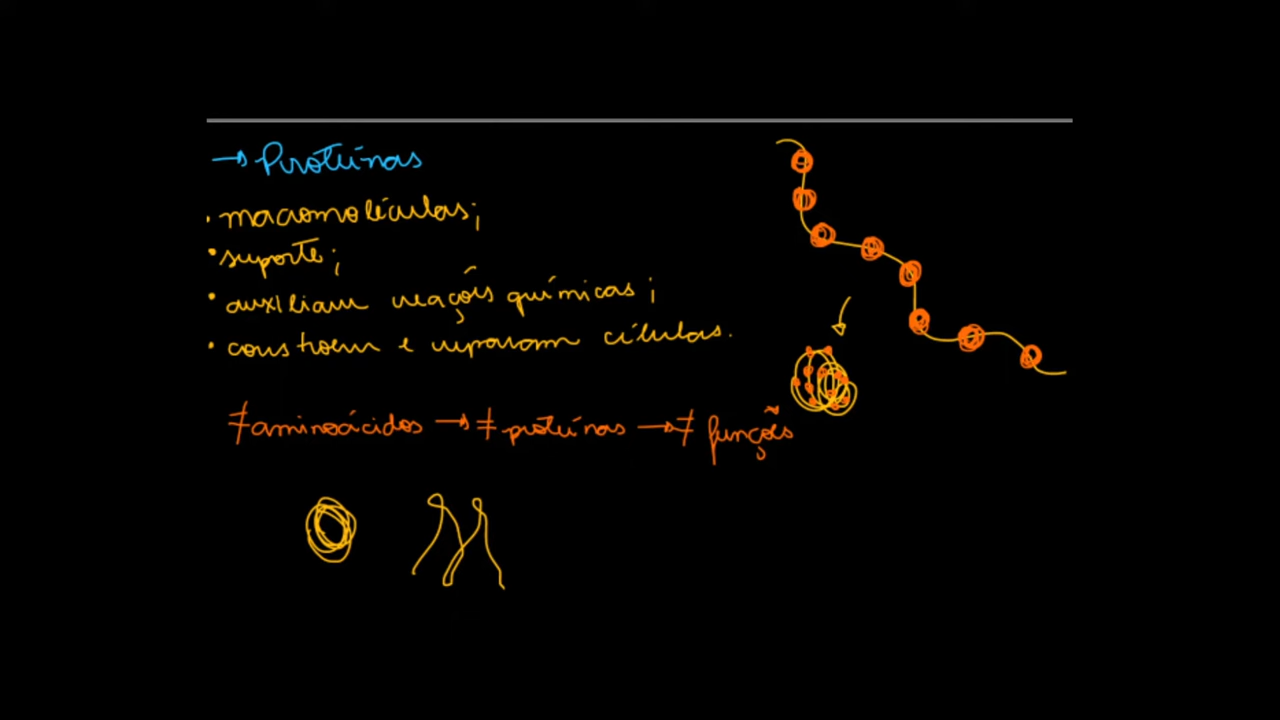 → Proteínas
• macromoléculas;
• suporte;
• auxiliam reações químicas;
• constroem e reparam células.
≠ aminoácidos → ≠ proteínas → ≠ funções